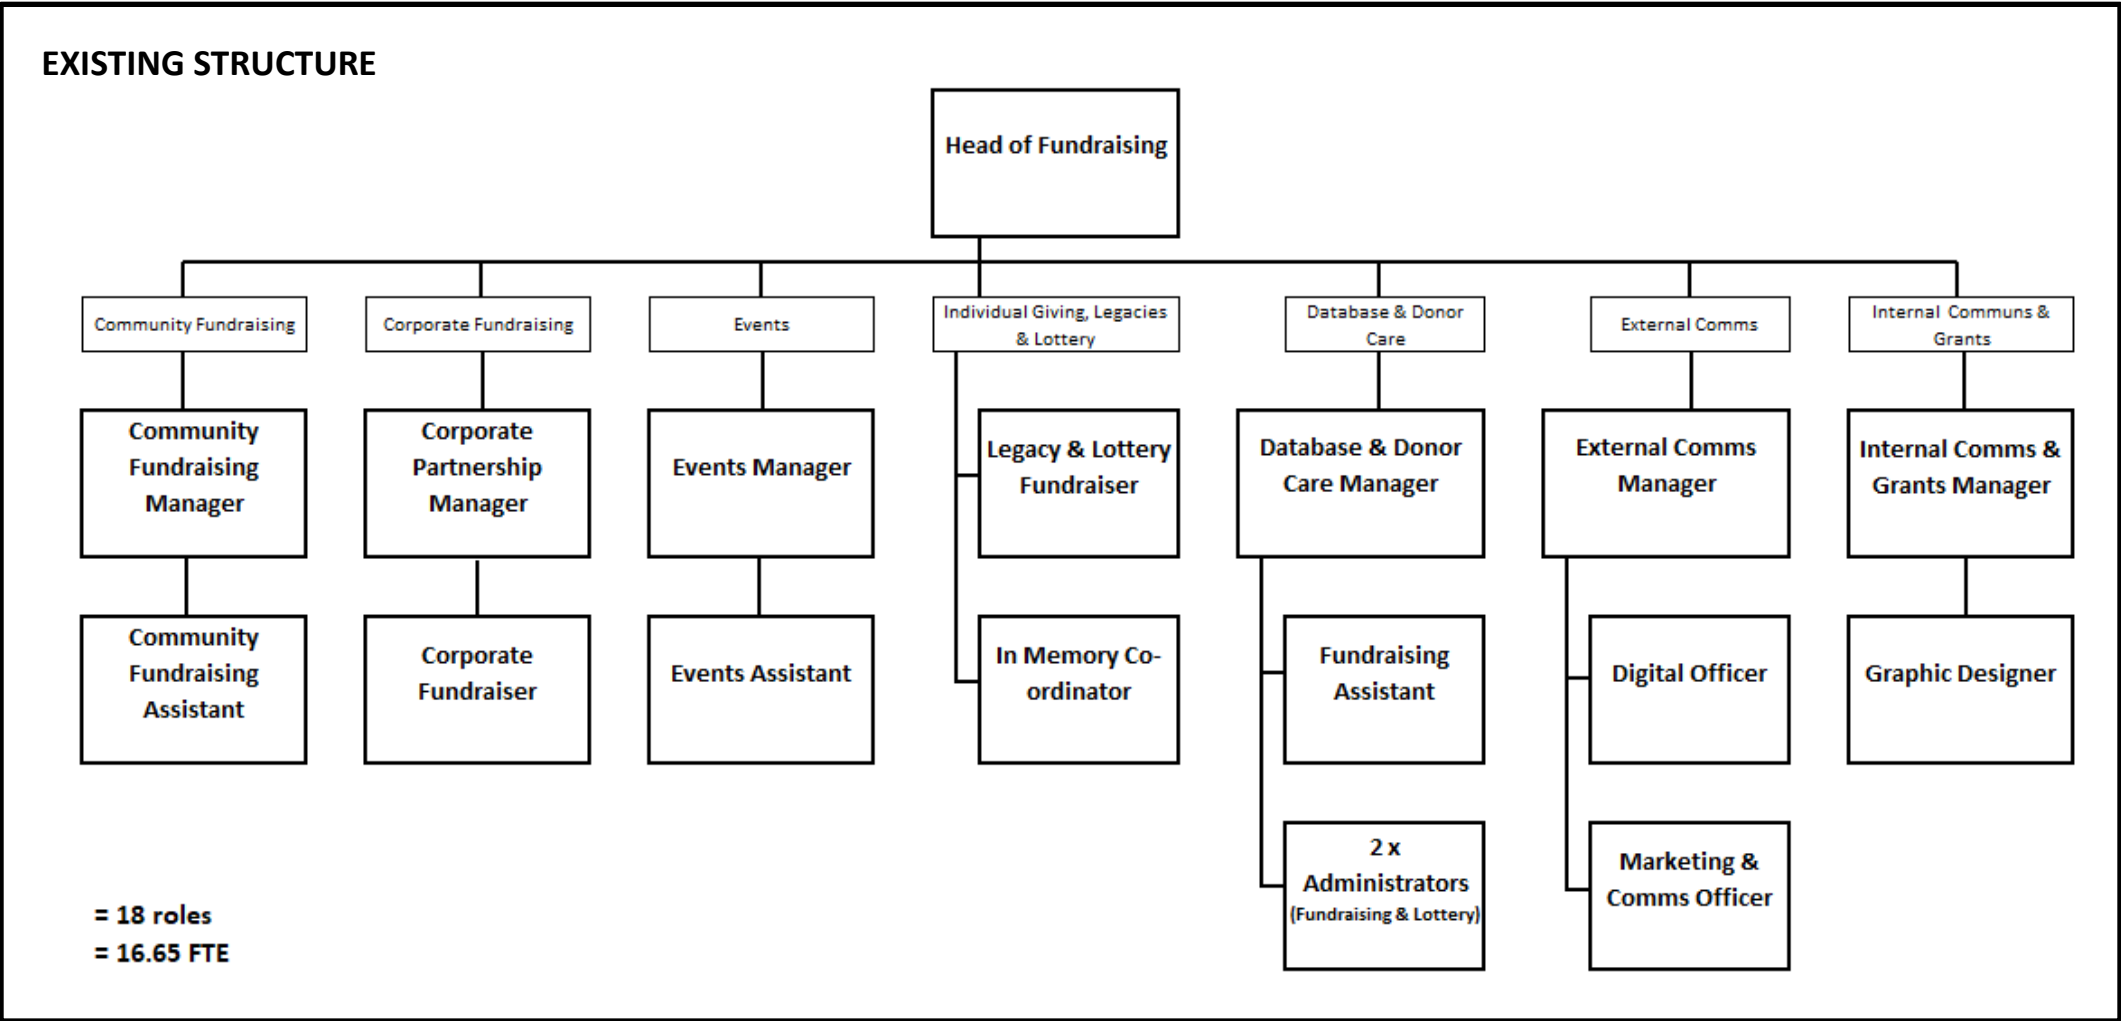 EXISTING STRUCTURE
Head of Fundraising
Community Fundraising
Corporate Fundraising
Events
Individual Giving, Legacies
& Lottery
Database & Donor
Care
External Comms
Internal Communs &
Grants
Community
Fundraising
Manager
Corporate
Partnership
Manager
Events Manager
Legacy & Lottery
Fundraiser
Database & Donor
Care Manager
External Comms
Manager
Internal Comms &
Grants Manager
Community
Fundraising
Assistant
Corporate
Fundraiser
Events Assistant
In Memory Co-
ordinator
Fundraising
Assistant
Digital Officer
Graphic Designer
2 x
Administrators
(Fundraising & Lottery)
Marketing &
Comms Officer
= 18 roles
= 16.65 FTE